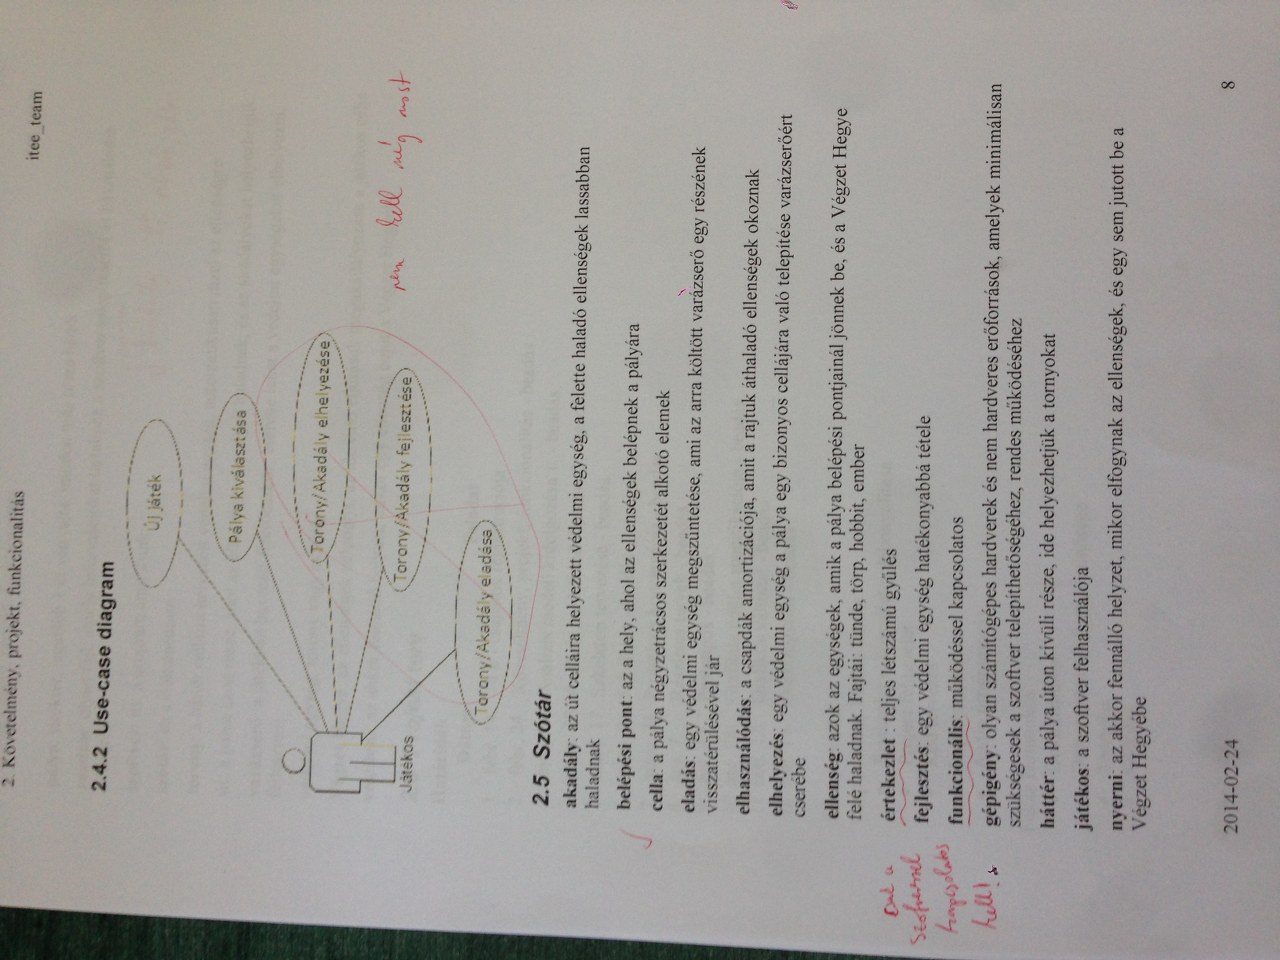 2. Követelmény, projekt, funkcionalitás
itee_team
2.4.2 Use-case diagram
Új játék
Pálya kiválasztása
Torony/Akadály elhelyezése
Torony/Akadály fejlesztése
Játékos
nem kell még most
Torony/Akadály eladása
2.5 Szótár
akadály: az út celláira helyezett védelmi egység, a felette haladó ellenségek lassabban
haladnak
belépési pont: az a hely, ahol az ellenségek belépnek a pályára
cella: a pálya négyzetrácsos szerkezetét alkotó elemek
eladás: egy védelmi egység megszűntetése, ami az arra költött varázserő egy részének
visszatérülésével jár
elhasználódás: a csapdák amortizációja, amit a rajtuk áthaladó ellenségek okoznak
elhelyezés: egy védelmi egység a pálya egy bizonyos cellájára való telepítése varázserőért
cserébe
ellenség: azok az egységek, amik a pálya belépési pontjainál jönnek be, és a Végzet Hegye
felé haladnak. Fajtái: tünde, törp, hobbit, ember
értekezlet : teljes létszámú gyűlés
fejlesztés: egy védelmi egység hatékonyabbá tétele
funkcionális: működéssel kapcsolatos
gépigény: olyan számítógépes hardverek és nem hardveres erőforrások, amelyek minimálisan
szükségesek a szoftver telepíthetőségéhez, rendes működéséhez
háttér: a pálya úton kívüli része, ide helyezhetjük a tornyokat
játékos: a szoftver felhasználója
nyerni: az akkor fennálló helyzet, mikor elfogynak az ellenségek, és egy sem jutott be a
Végzet Hegyébe
a
kapcsolatos
kell!
2014-02-24
8